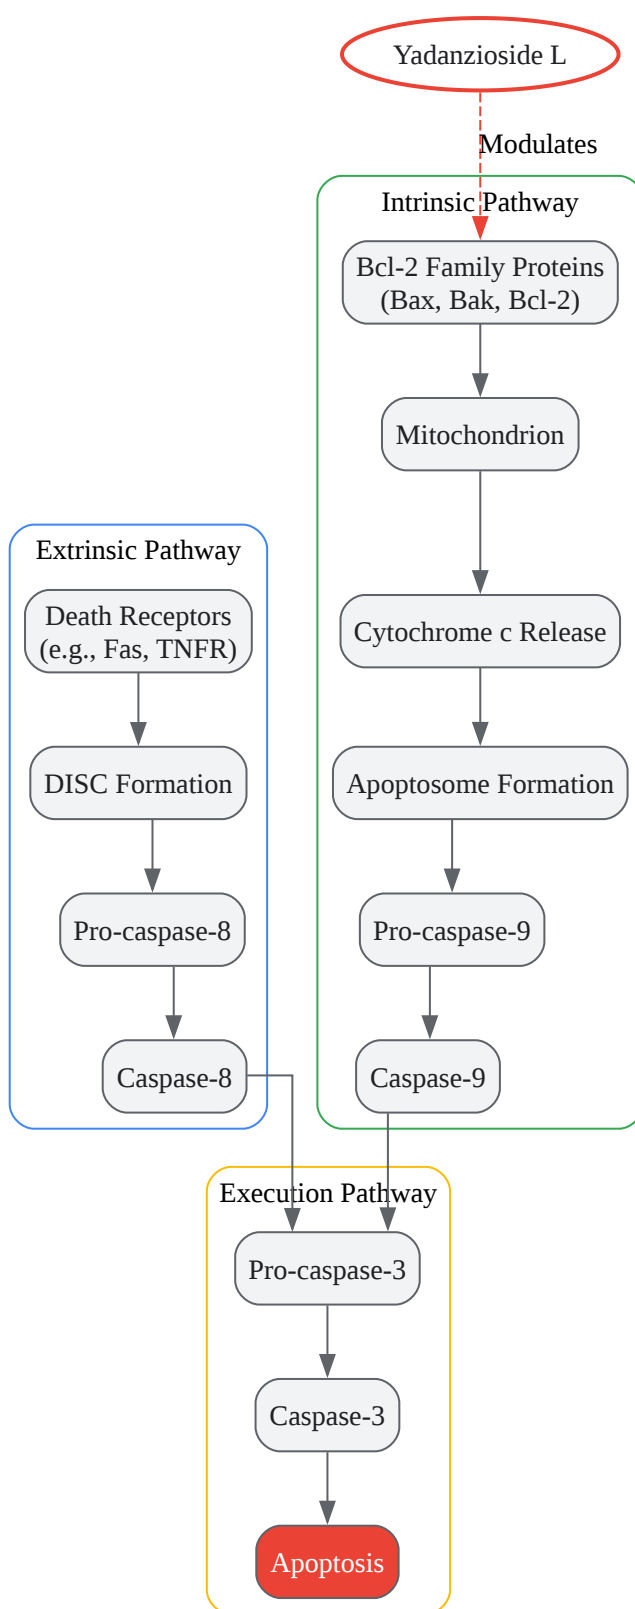 Yadanzioside L
Modulates
Intrinsic Pathway
Bcl-2 Family Proteins
(Bax, Bak, Bcl-2)
Mitochondrion
Cytochrome c Release
Apoptosome Formation
Pro-caspase-9
Caspase-9
Extrinsic Pathway
Death Receptors
(e.g., Fas, TNFR)
DISC Formation
Pro-caspase-8
Caspase-8
Execution Pathway
Pro-caspase-3
Caspase-3
Apoptosis